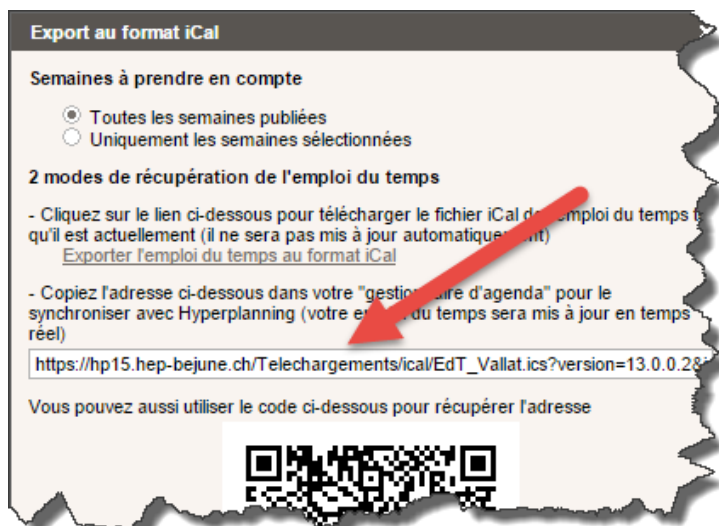 Export au format iCal
Semaines à prendre en compte
Toutes les semaines publiées
Uniquement les semaines sélectionnées
2 modes de récupération de l'emploi du temps
- Cliquez sur le lien ci-dessous pour télécharger le fichier iCal de emploi du temps
qu'il est actuellement (il ne sera pas mis à jour automatiquement)
Exporter l'emploi du temps au format iCal
- Copiez l'adresse ci-dessous dans votre "gestionnaire d'agenda" pour le
synchroniser avec Hyperplanning (votre emploi du temps sera mis à jour en temps
réel)
https://hp15.hep-bejune.ch/Telechargements/ical/EdT_Vallat.ics?version=13.0.0.2&
Vous pouvez aussi utiliser le code ci-dessous pour récupérer l'adresse